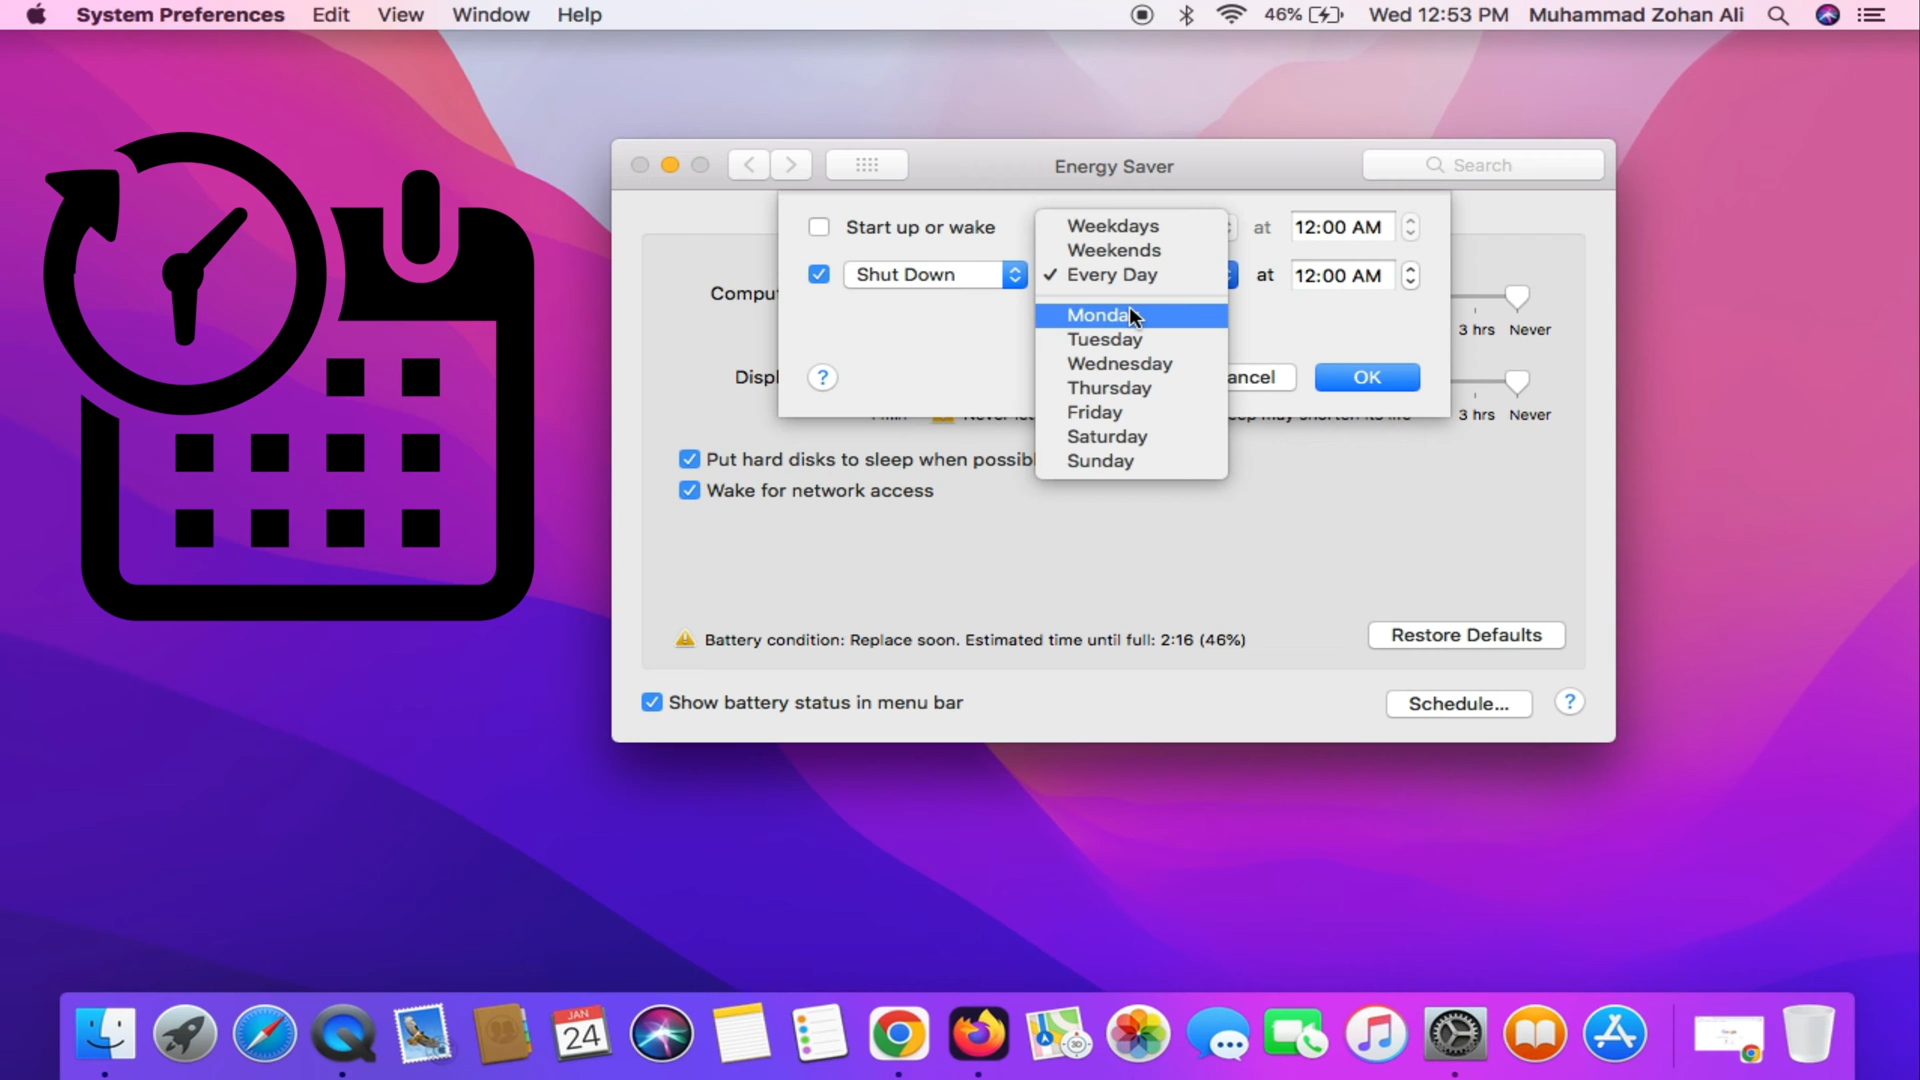 System Preferences Edit View Window Help 46% Wed 12:53 PM Muhammad Zohan Ali
Energy Saver
Search
Start up or wake
at 12:00 AM
Shut Down
at 12:00 AM
Weekdays
Weekends
✓ Every Day
Monday
Tuesday
Wednesday
Thursday
Friday
Saturday
Sunday
Comput
3 hrs Never
? ancel OK
Displ
3 hrs Never
Put hard disks to sleep when possibl
Wake for network access
Battery condition: Replace soon. Estimated time until full: 2:16 (46%)
Restore Defaults
Show battery status in menu bar
Schedule... ?
JAN
24
3D